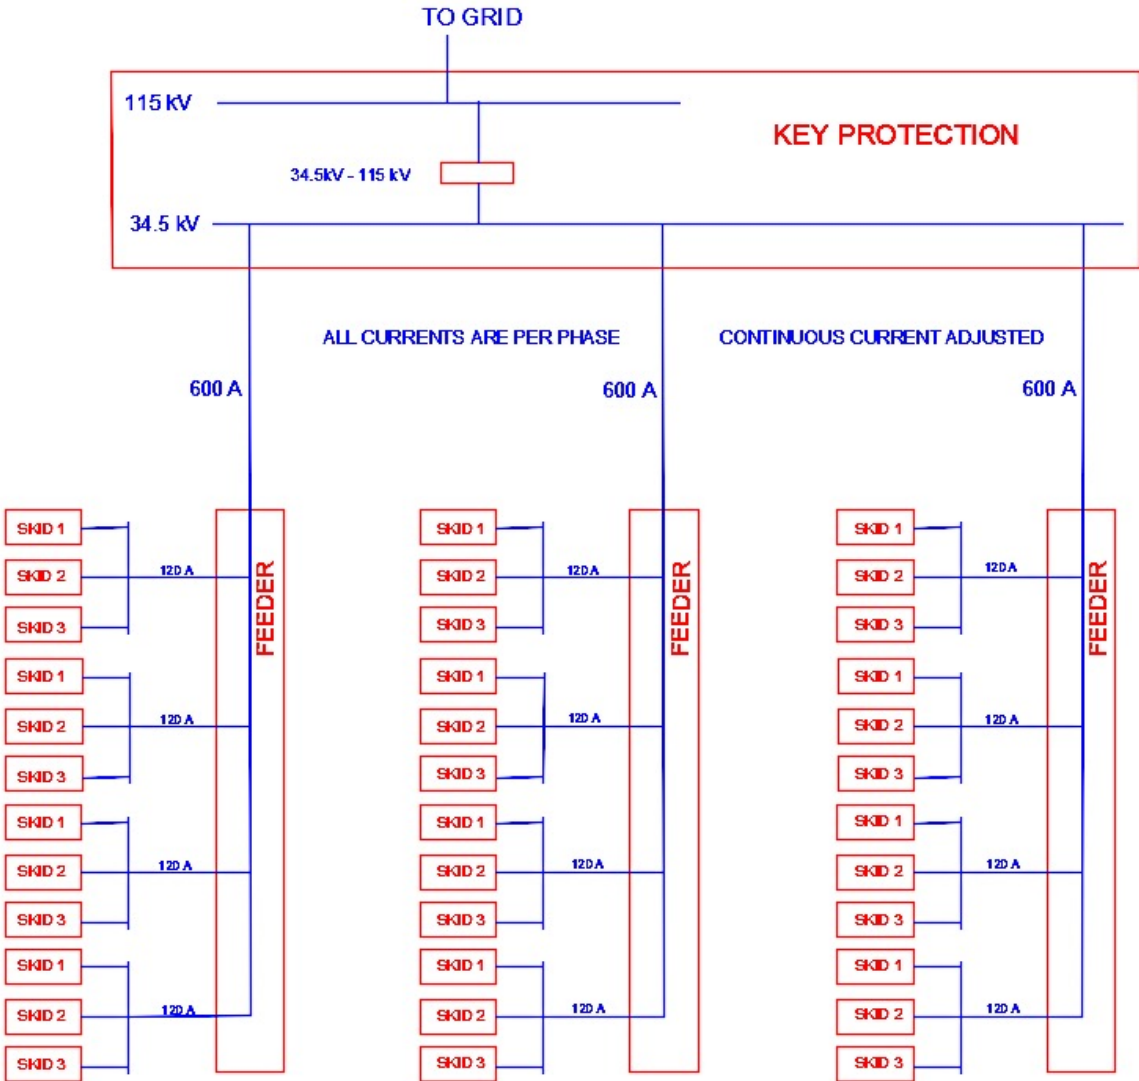 TO GRID
115 kV
KEY PROTECTION
34.5kV - 115 kV
34.5 kV
ALL CURRENTS ARE PER PHASE
CONTINUOUS CURRENT ADJUSTED
600 A
600 A
600 A
SKID 1
SKID 2
SKID 3
120 A
SKID 1
SKID 2
SKID 3
120 A
SKID 1
SKID 2
SKID 3
120 A
SKID 1
SKID 2
SKID 3
120 A
FEEDER
SKID 1
SKID 2
SKID 3
120 A
SKID 1
SKID 2
SKID 3
120 A
SKID 1
SKID 2
SKID 3
120 A
SKID 1
SKID 2
SKID 3
120 A
FEEDER
SKID 1
SKID 2
SKID 3
120 A
SKID 1
SKID 2
SKID 3
120 A
SKID 1
SKID 2
SKID 3
120 A
SKID 1
SKID 2
SKID 3
120 A
FEEDER